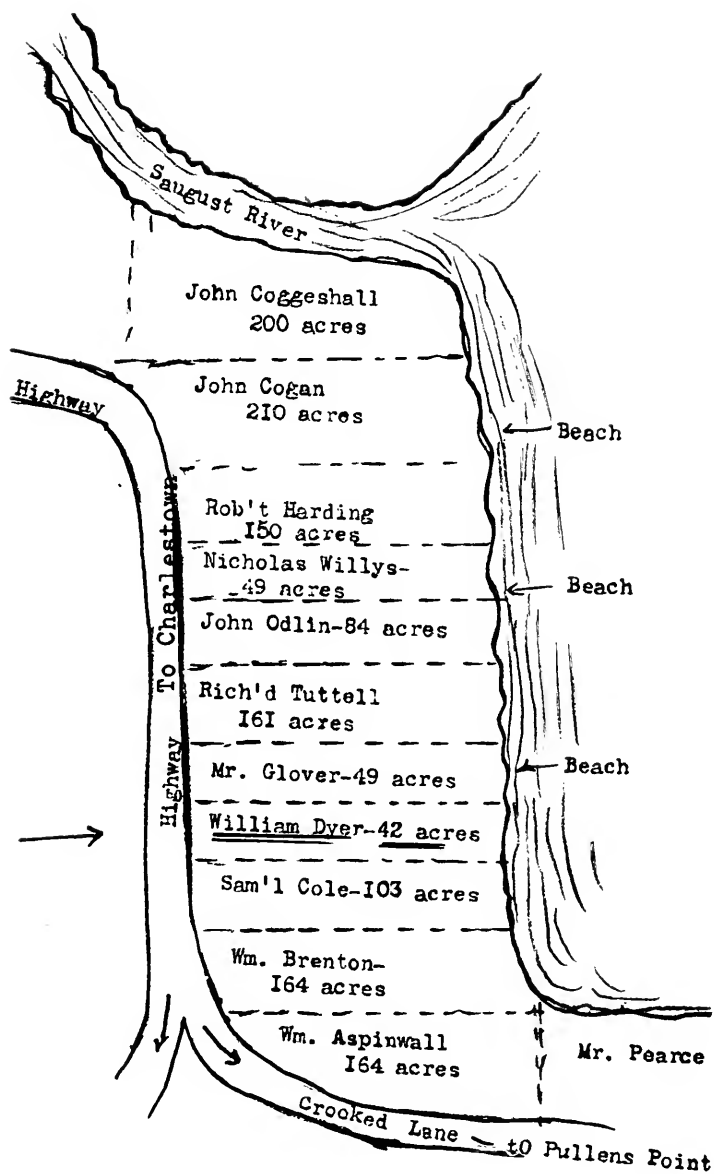 Saugust River
John Coggeshall
200 acres
John Cogan
210 acres
Highway
Beach
Rob't Harding
150 acres
Nicholas Willys-
49 acres
Beach
John Odlin-84 acres
Highway To Charlestown
Rich'd Tuttell
161 acres
Mr. Glover-49 acres
Beach
William Dyer-42 acres
Sam'l Cole-103 acres
Wm. Brenton-
164 acres
Wm. Aspinwall
164 acres
Mr. Pearce
Crooked Lane - to Pullens Point